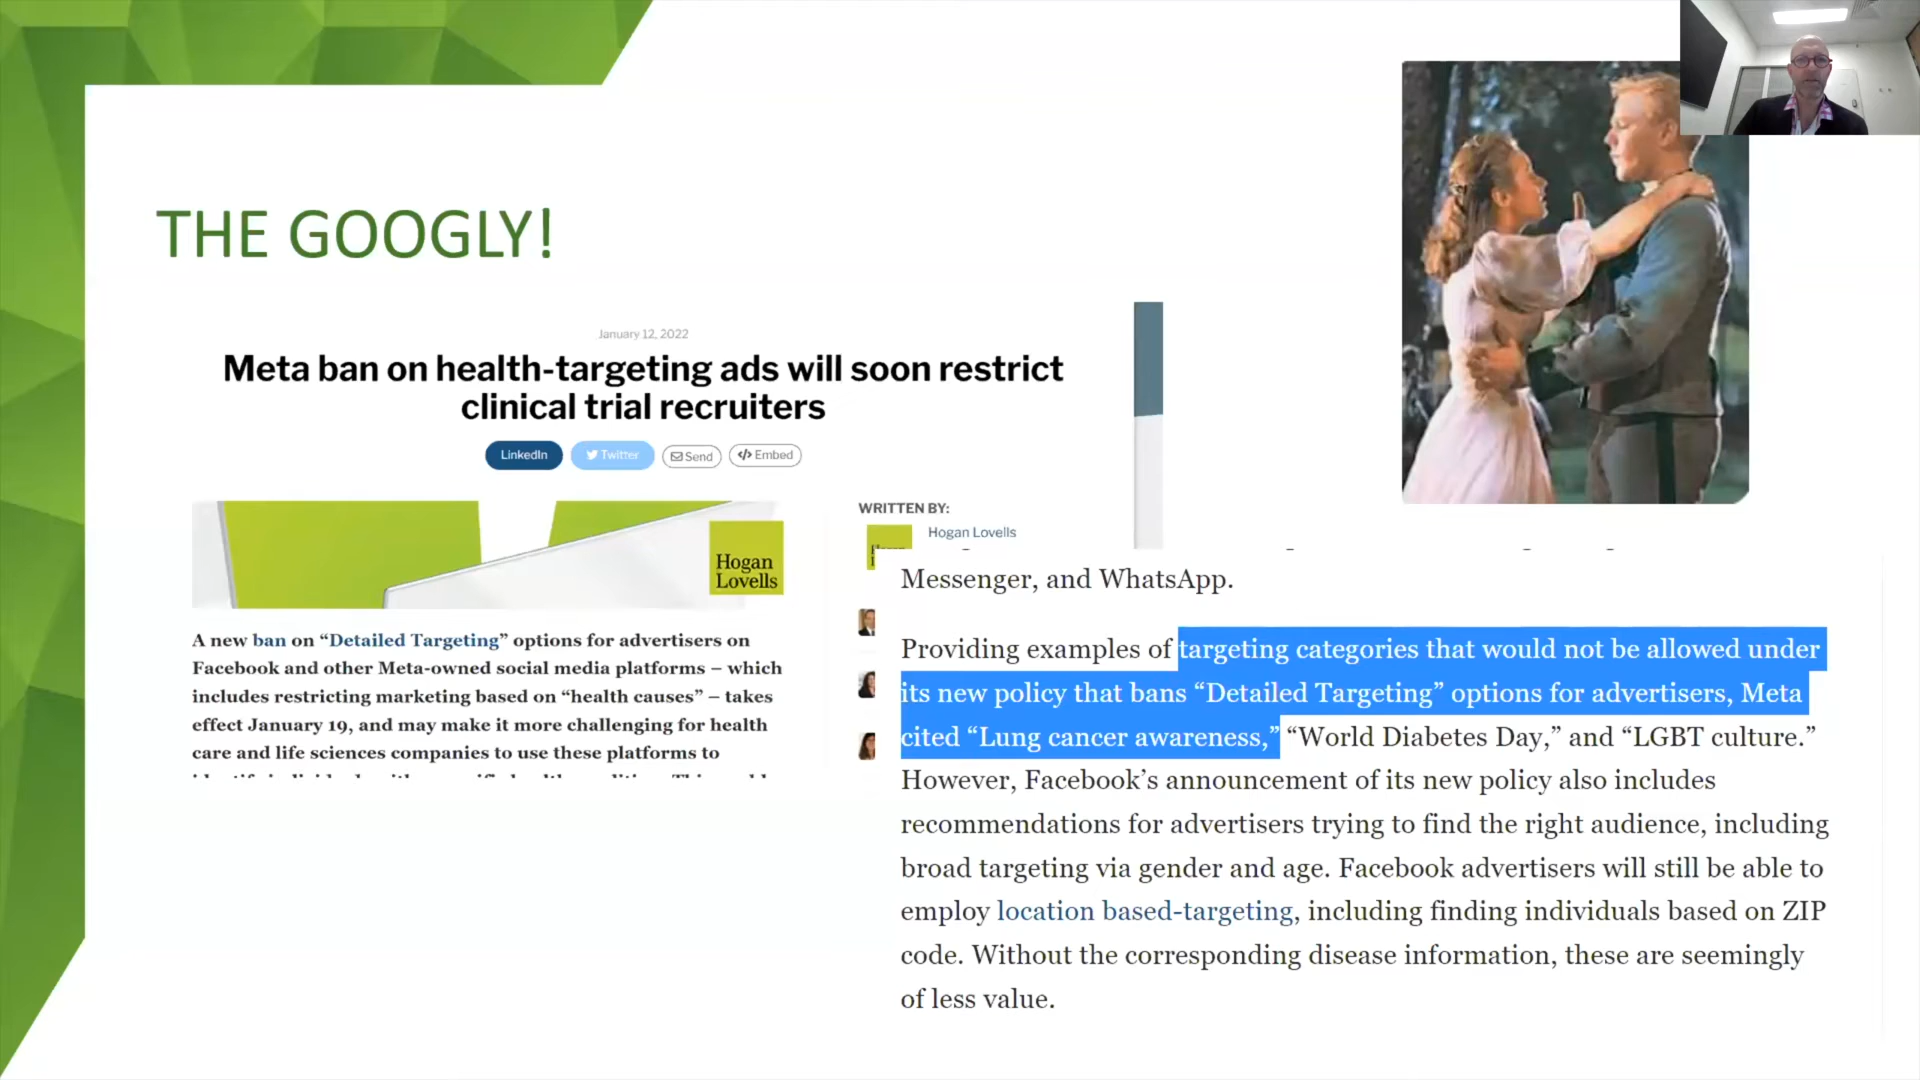 THE GOOGLY!
January 12, 2022
Meta ban on health-targeting ads will soon restrict
clinical trial recruiters
LinkedIn
Twitter
Send
Embed
Hogan
Lovells
A new ban on “Detailed Targeting” options for advertisers on
Facebook and other Meta-owned social media platforms – which
includes restricting marketing based on “health causes” – takes
effect January 19, and may make it more challenging for health
care and life sciences companies to use these platforms to
WRITTEN BY:
Hogan Lovells
Messenger, and WhatsApp.
Providing examples of targeting categories that would not be allowed under
its new policy that bans “Detailed Targeting” options for advertisers, Meta
cited “Lung cancer awareness,” “World Diabetes Day,” and “LGBT culture.”
However, Facebook’s announcement of its new policy also includes
recommendations for advertisers trying to find the right audience, including
broad targeting via gender and age. Facebook advertisers will still be able to
employ location based-targeting, including finding individuals based on ZIP
code. Without the corresponding disease information, these are seemingly
of less value.